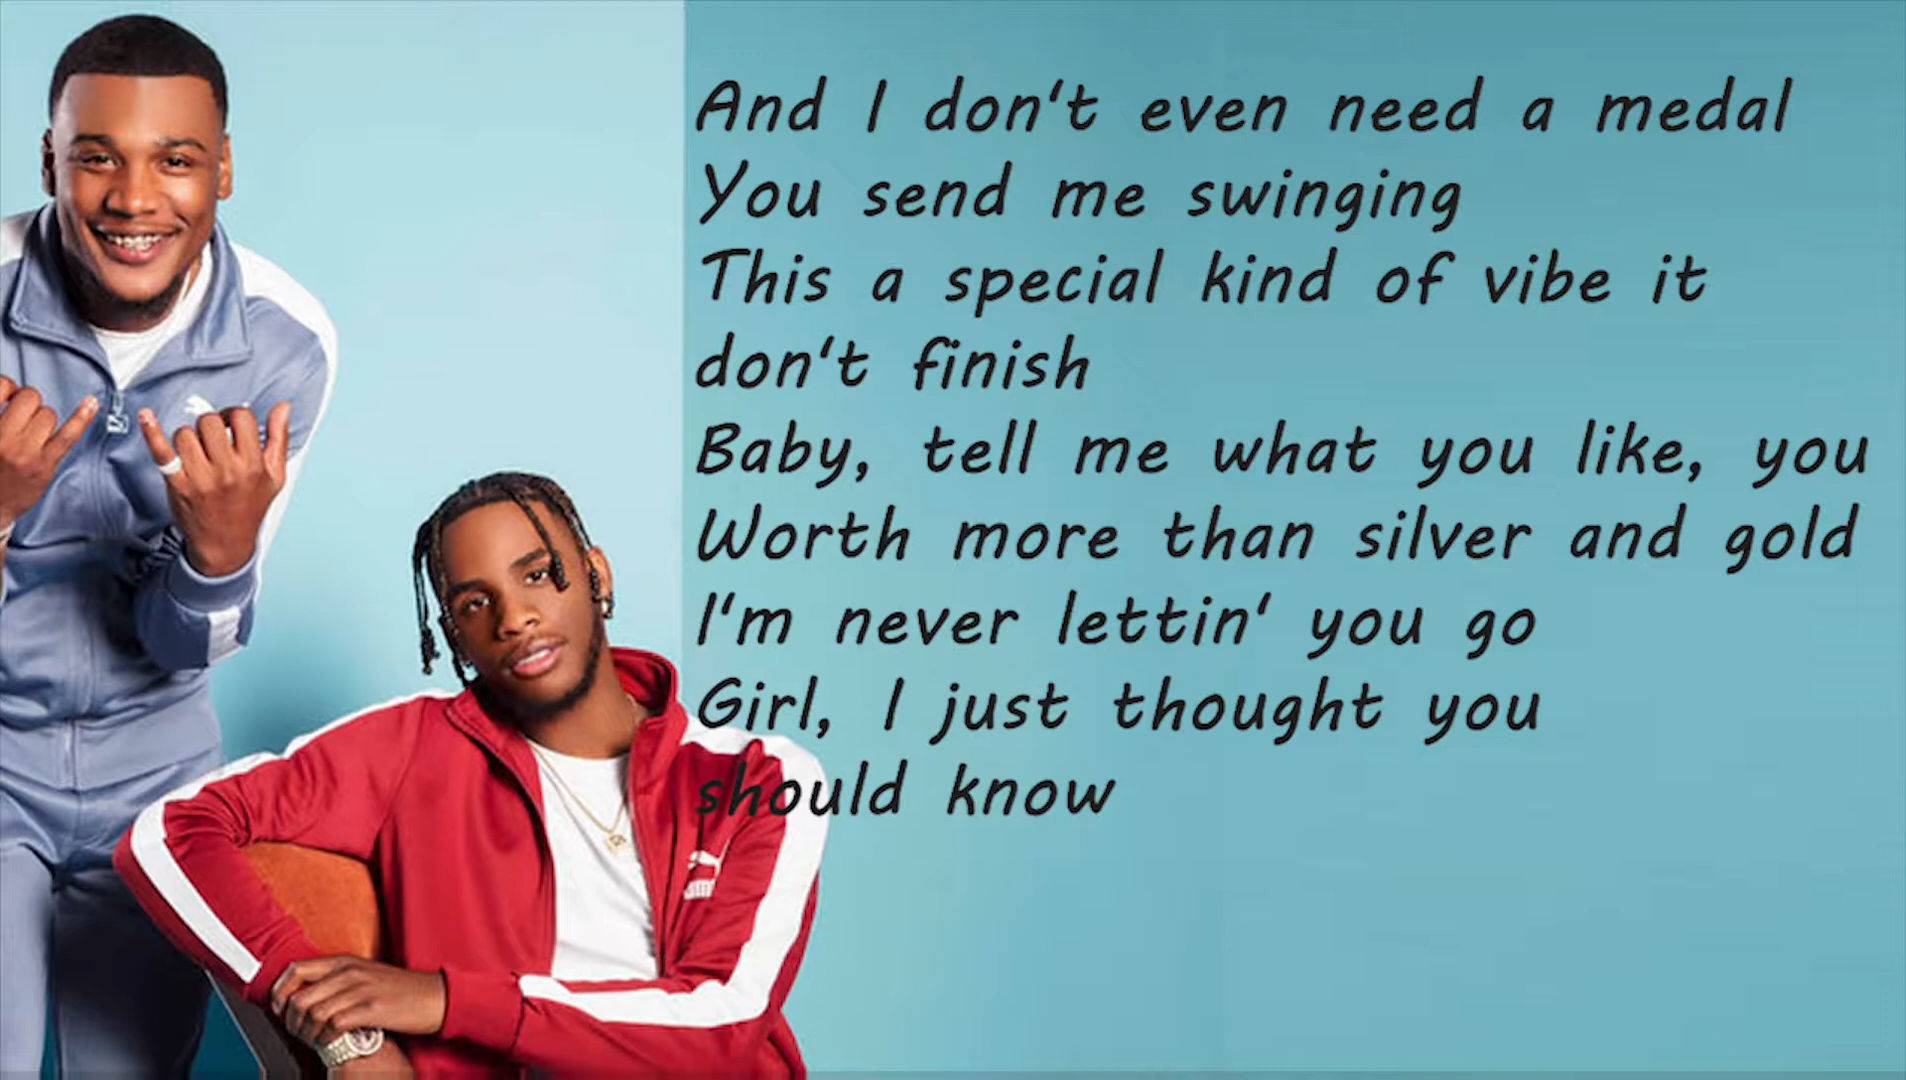 And I don't even need a medal
You send me swinging
This a special kind of vibe it
don't finish
Baby, tell me what you like, you
Worth more than silver and gold
I'm never lettin' you go
Girl, I just thought you
should know